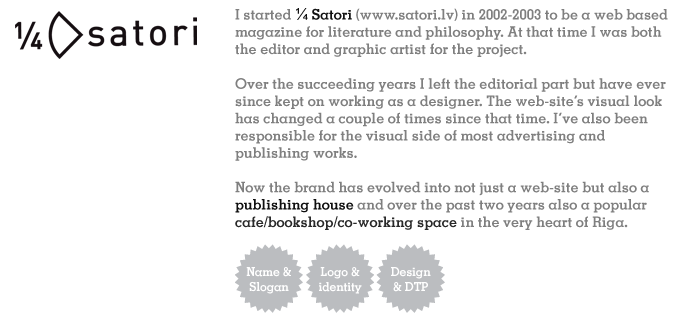 ¼ satori
I started ¼ Satori (www.satori.lv) in 2002-2003 to be a web based
magazine for literature and philosophy. At that time I was both
the editor and graphic artist for the project.
Over the succeeding years I left the editorial part but have ever
since kept on working as a designer. The web-site's visual look
has changed a couple of times since that time. I've also been
responsible for the visual side of most advertising and
publishing works.
Now the brand has evolved into not just a web-site but also a
publishing house and over the past two years also a popular
cafe/bookshop/co-working space in the very heart of Riga.
Name &
Slogan
Logo &
identity
Design
& DTP